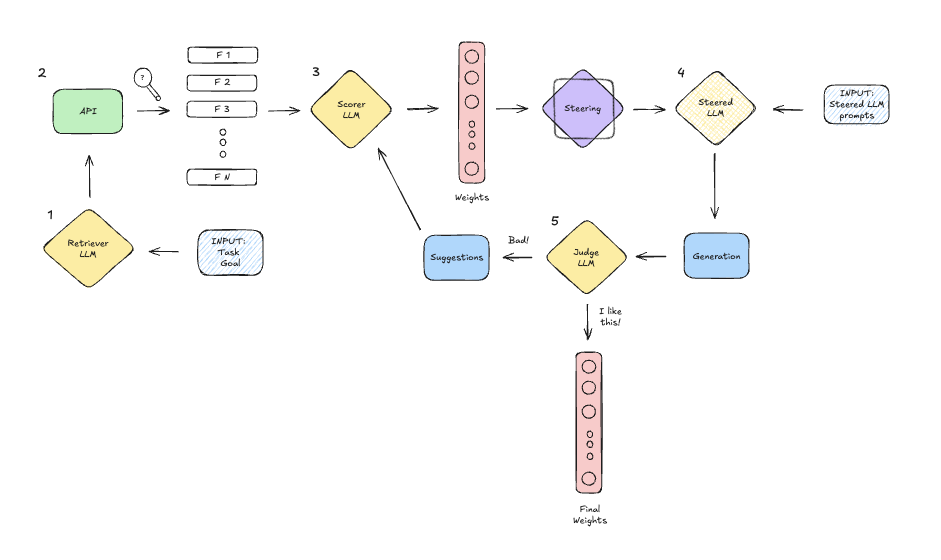 2
API
?
F 1
F 2
F 3
F N
3
Scorer
LLM
Weights
Steering
4
Steered
LLM
INPUT:
Steered LLM
prompts
1
Retriever
LLM
INPUT:
Task
Goal
Suggestions
Bad!
5
Judge
LLM
Generation
I like
this!
Final
Weights